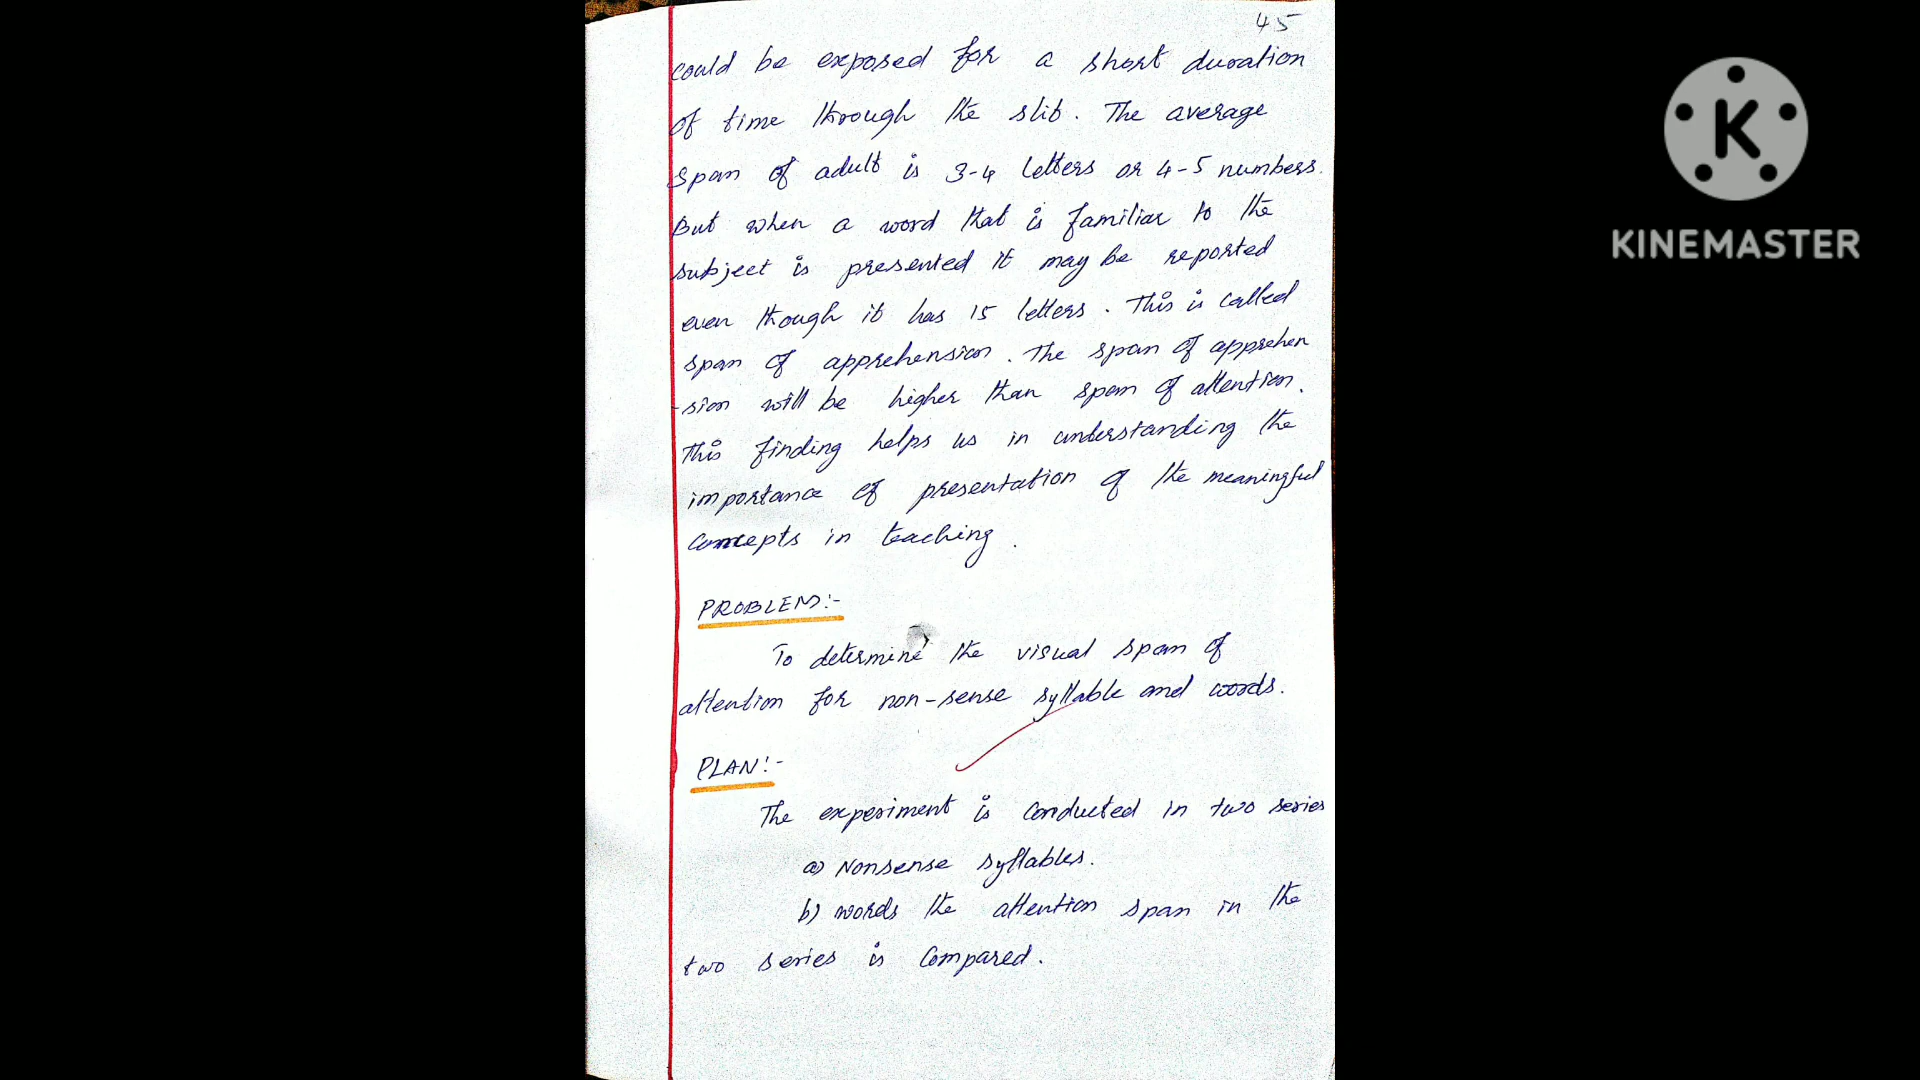 45
could be exposed for a short duration
of time through the slit. The average
span of adult is 3-4 letters or 4-5 numbers.
But when a word that is familiar to the
subject is presented it may be reported
even though it has 15 letters. This is called
span of apprehension. The span of apprehen
-sion will be higher than span of attention.
This finding helps us in understanding the
importance of presentation of the meaningful
concepts in teaching.
PROBLEM:-
To determine the visual span of
attention for non-sense syllable and words.
PLAN:-
The experiment is conducted in two series
a) Nonsense syllables.
b) words the attention span in the
two series is compared.
K
KINEMASTER